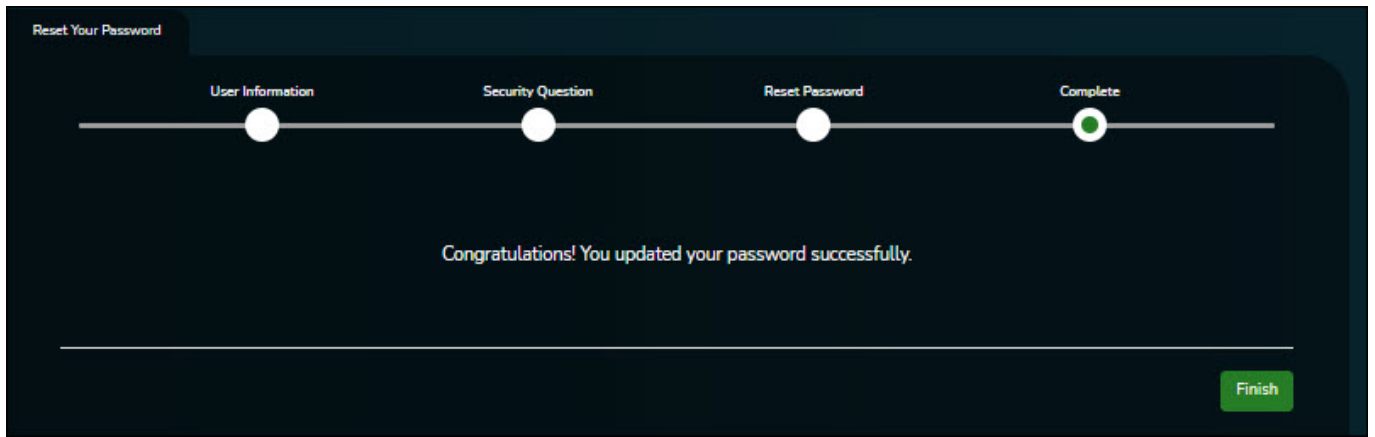 Reset Your Password
User Information
Security Question
Reset Password
Complete
Congratulations! You updated your password successfully.
Finish